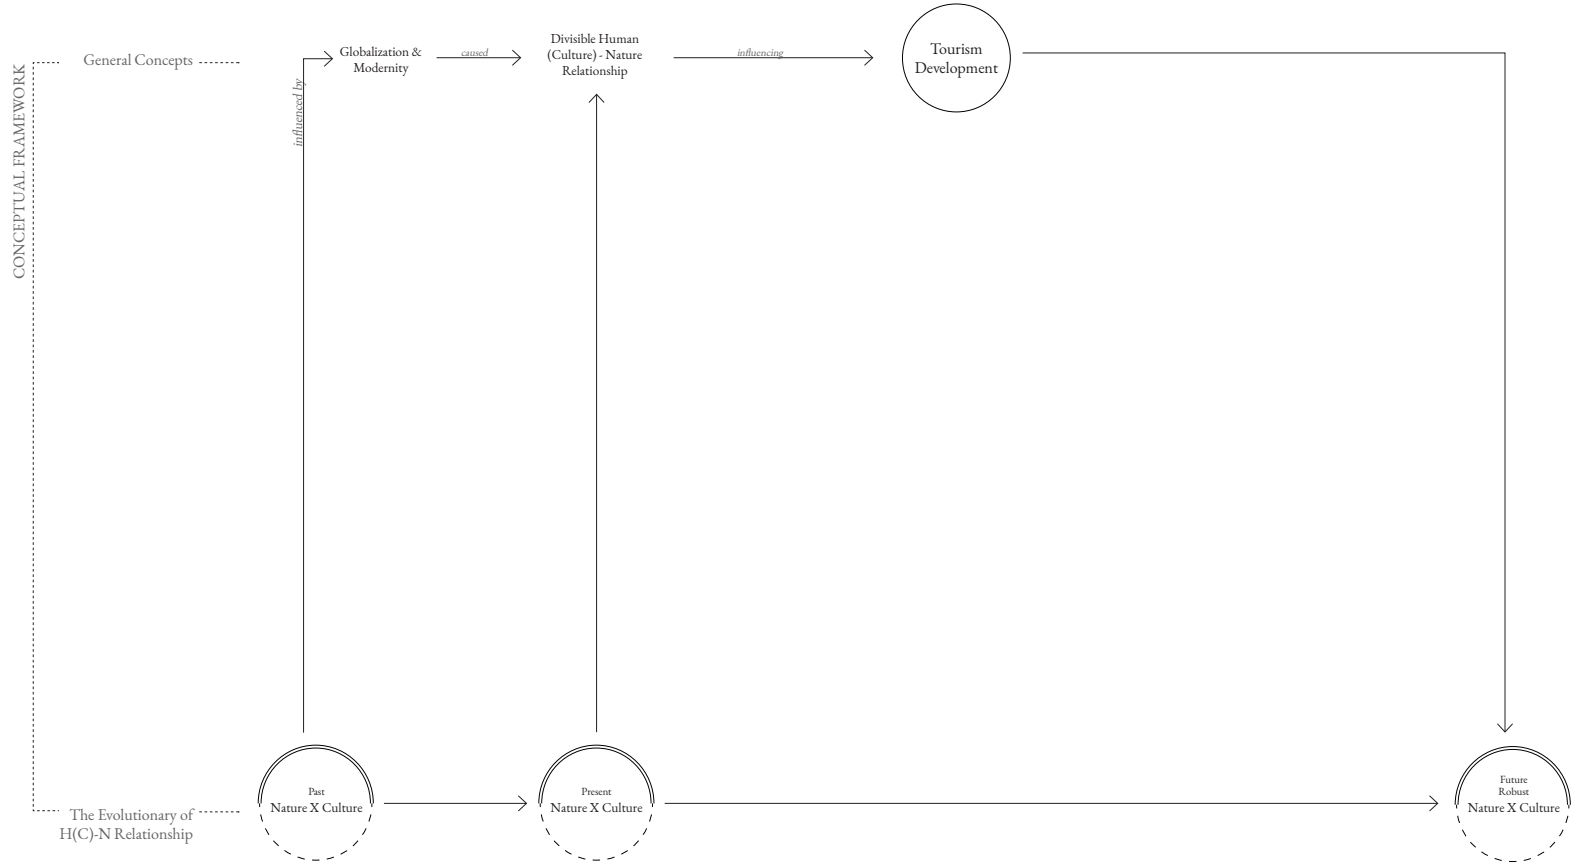 CONCEPTUAL FRAMEWORK
General Concepts
influenced by
Globalization &
Modernity
caused
Divisible Human
(Culture) - Nature
Relationship
influencing
Tourism
Development
The Evolutionary of
H(C)-N Relationship
Past
Nature X Culture
Present
Nature X Culture
Future
Robust
Nature X Culture